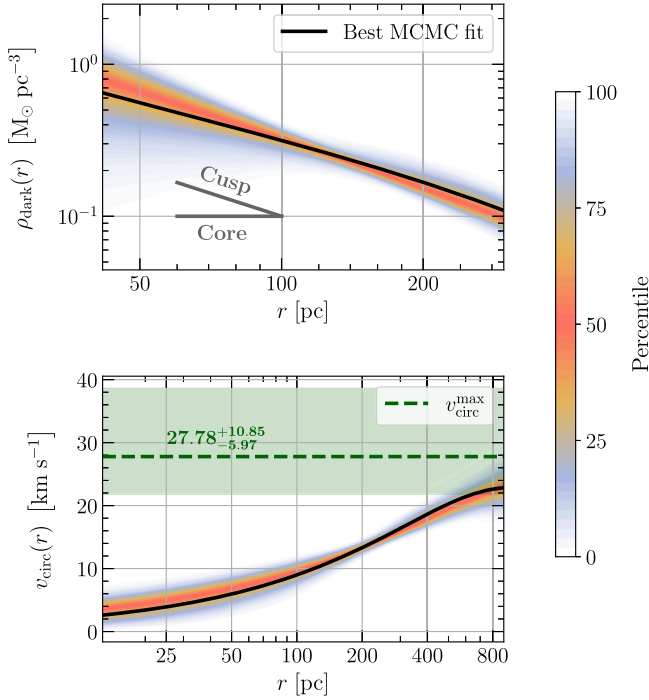 Best MCMC fit
10⁰
10⁻¹
ρ_dark(r) [M_⊙ pc⁻³]
Cusp
Core
50
100
200
r [pc]
40
30
20
10
0
v_circ(r) [km s⁻¹]
v_circ^max
27.78^{+10.85}_{-5.97}
25
50
100
200
400
800
r [pc]
100
75
50
25
0
Percentile